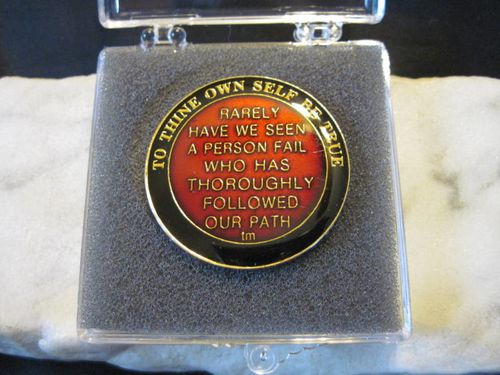 TO THINE OWN SELF BE TRUE
RARELY
HAVE WE SEEN
A PERSON FAIL
WHO HAS
THOROUGHLY
FOLLOWED
OUR PATH
tm